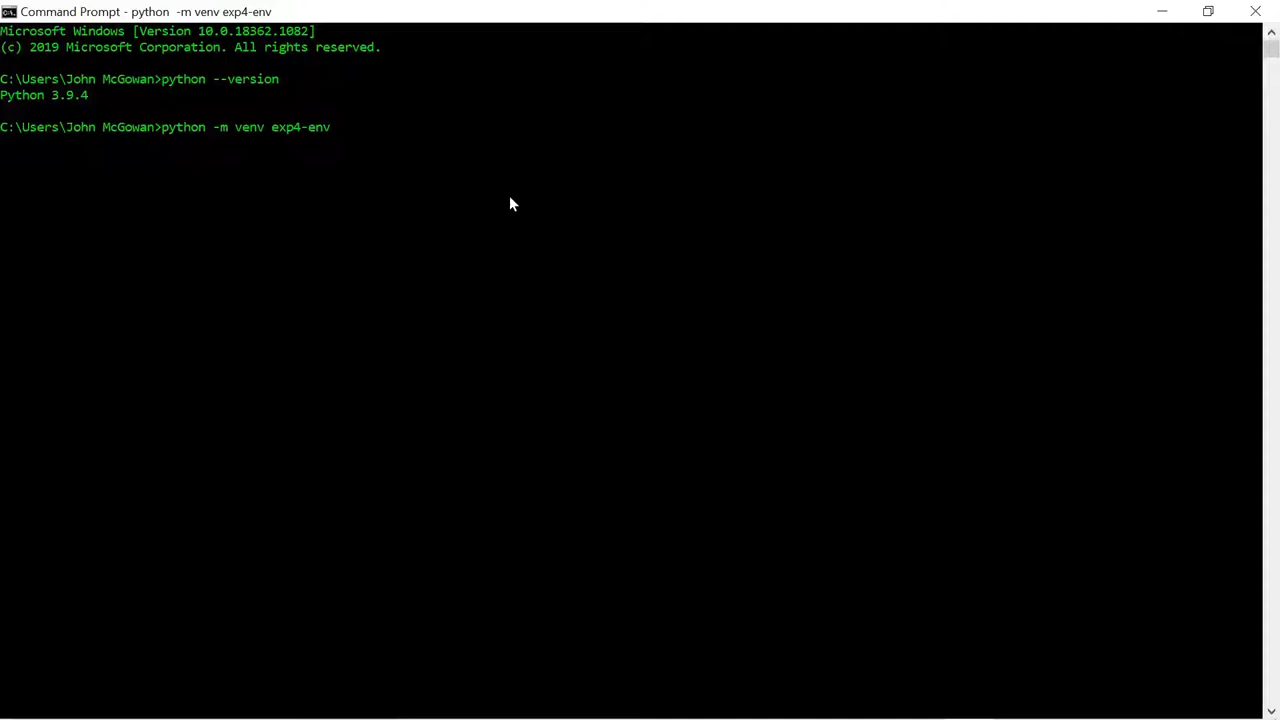 Command Prompt - python  -m venv exp4-env
Microsoft Windows [Version 10.0.18362.1082]
(c) 2019 Microsoft Corporation. All rights reserved.
C:\Users\John McGowan>python --version
Python 3.9.4
C:\Users\John McGowan>python -m venv exp4-env